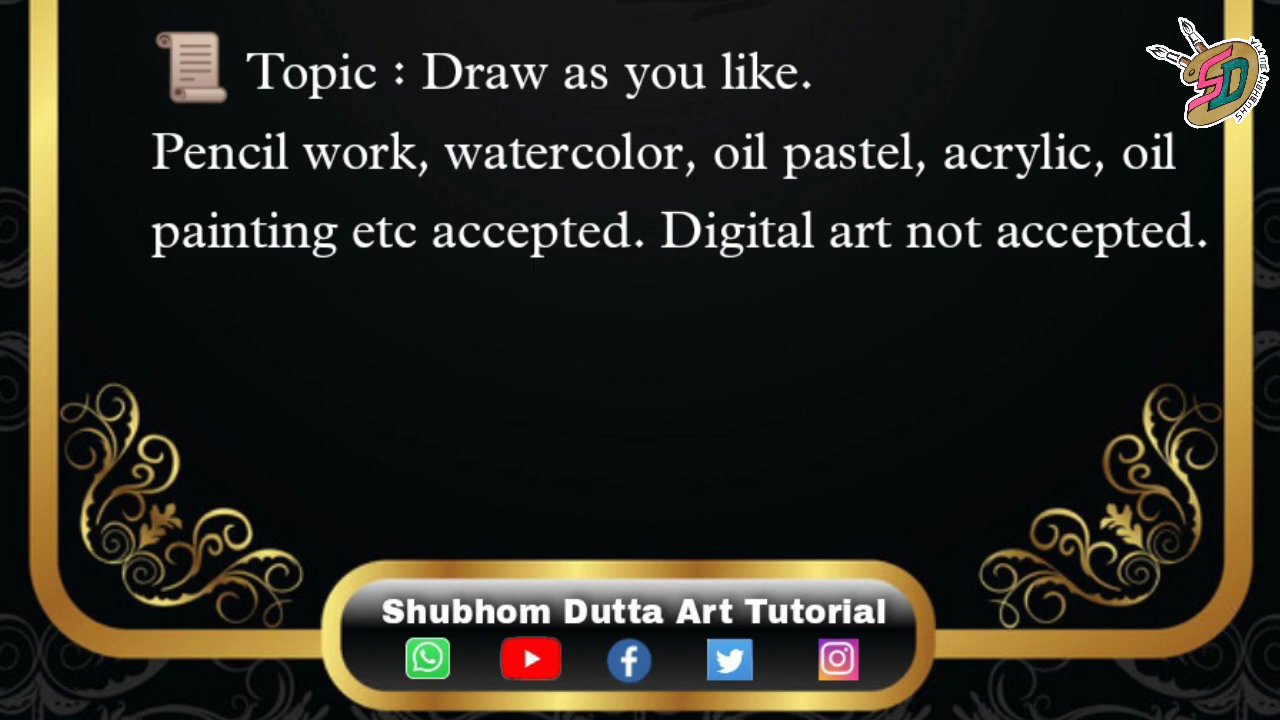 Topic : Draw as you like.
Pencil work, watercolor, oil pastel, acrylic, oil
painting etc accepted. Digital art not accepted.
SD
Shubhom Dutta Art Tutorial